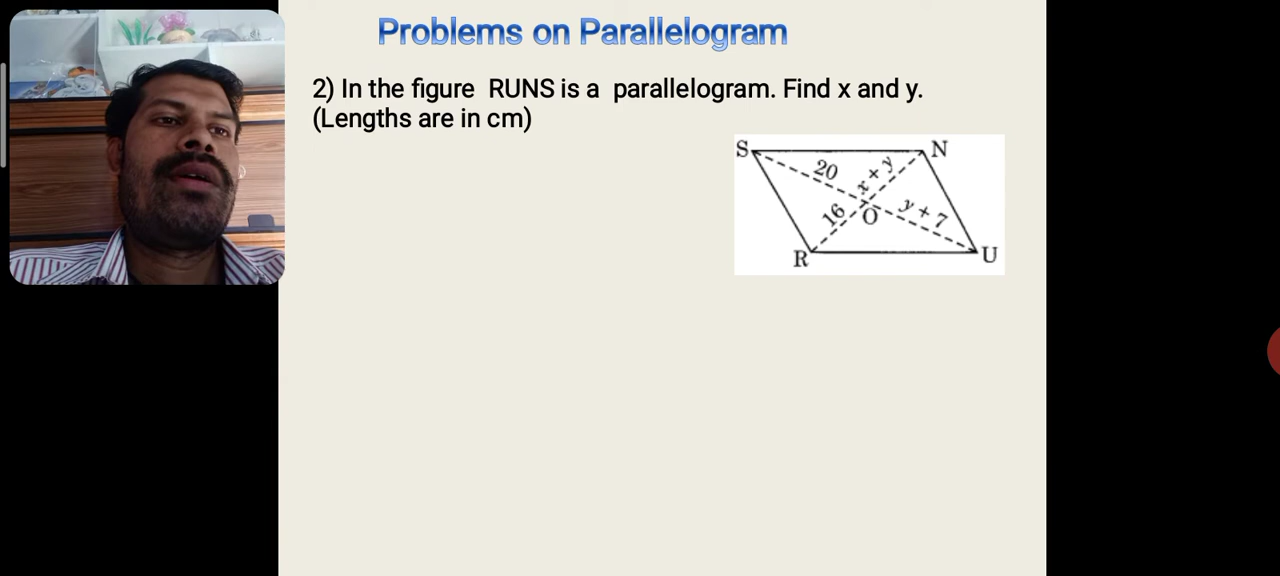 Problems on Parallelogram
2) In the figure RUNS is a parallelogram. Find x and y.
(Lengths are in cm)
S
N
20
x + y
16
O
y + 7
R
U